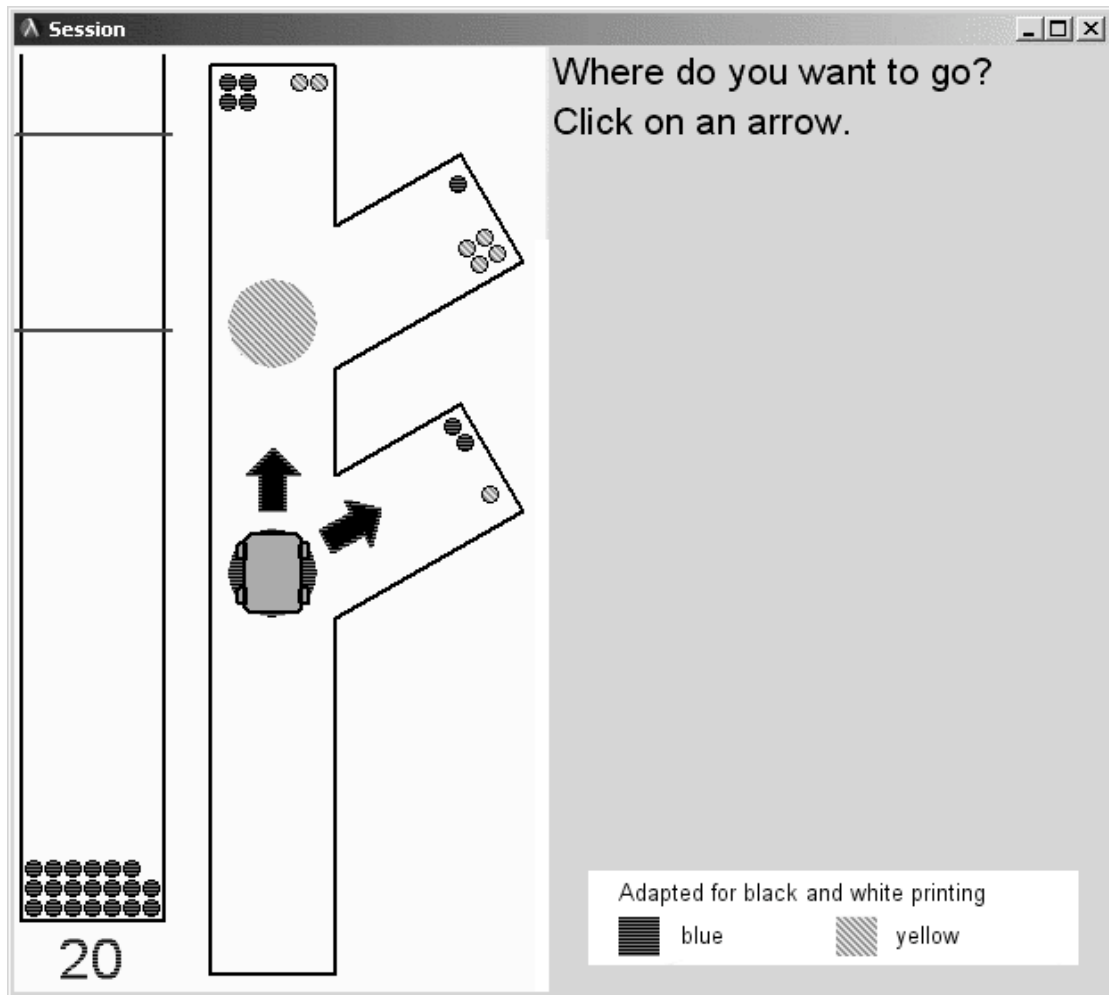 Session
Where do you want to go?
Click on an arrow.
20
Adapted for black and white printing
blue
yellow